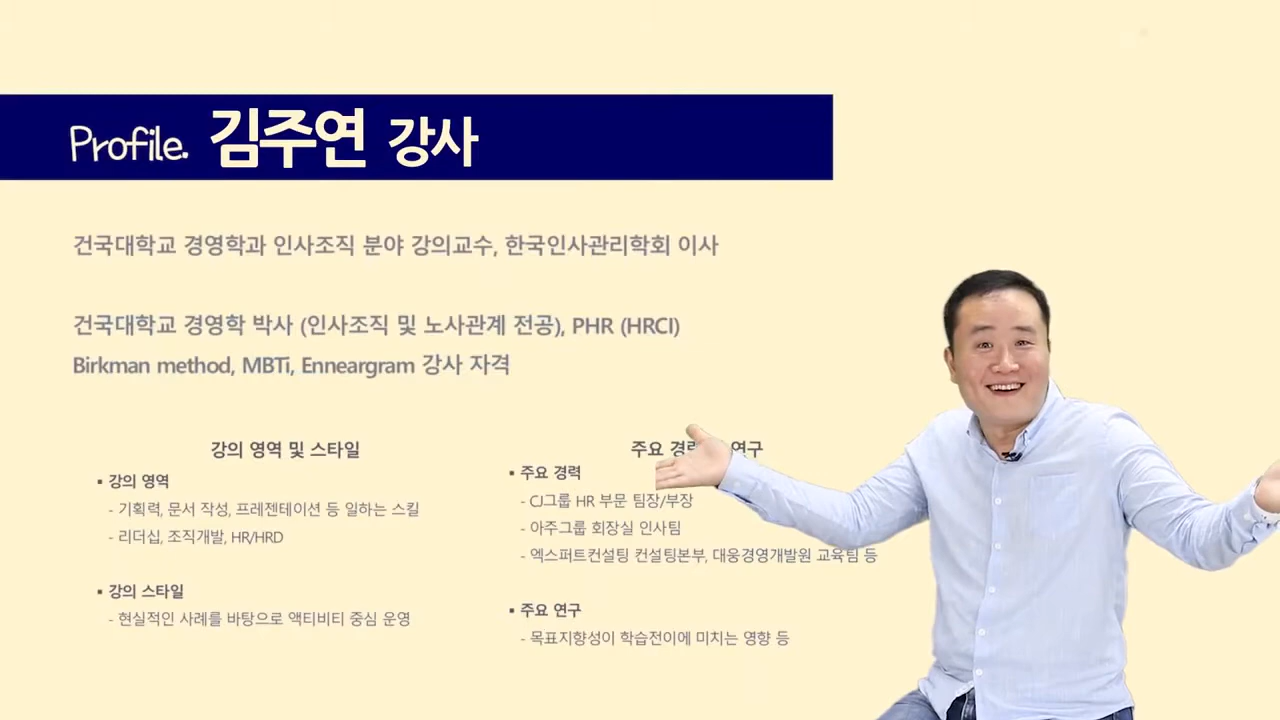 Profile. 김주연 강사
건국대학교 경영학과 인사조직 분야 강의교수, 한국인사관리학회 이사
건국대학교 경영학 박사 (인사조직 및 노사관계 전공), PHR (HRCI)
Birkman method, MBTi, Enneargram 강사 자격
강의 영역 및 스타일
▪ 강의 영역
- 기획력, 문서 작성, 프레젠테이션 등 일하는 스킬
- 리더십, 조직개발, HR/HRD
▪ 강의 스타일
- 현실적인 사례를 바탕으로 액티비티 중심 운영
주요 연구
▪ 주요 경력
- CJ그룹 HR 부문 팀장/부장
- 아주그룹 회장실 인사팀
- 엑스퍼트컨설팅 컨설팅본부, 대웅경영개발원 교육팀 등
▪ 주요 연구
- 목표지향성이 학습전이에 미치는 영향 등